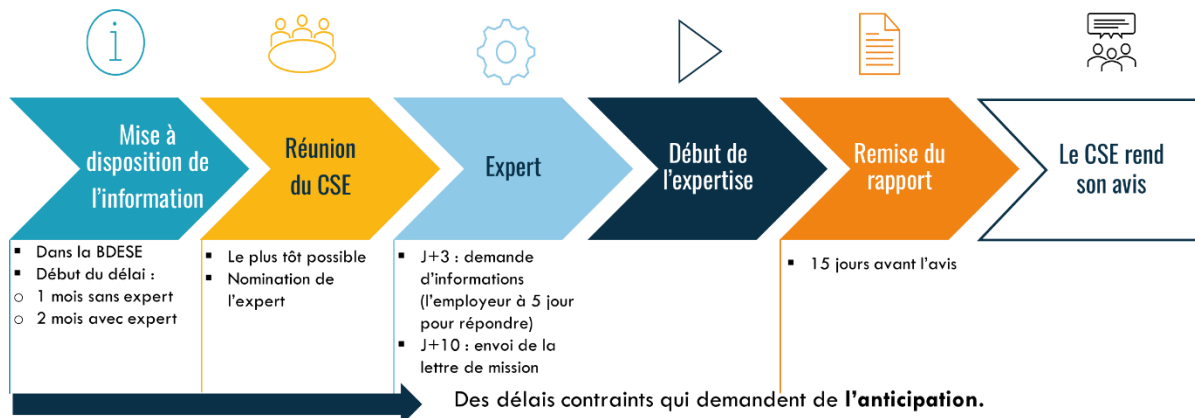 Mise à
disposition de
l’information
Réunion
du CSE
Expert
Début de
l’expertise
Remise du
rapport
Le CSE rend
son avis
▪ Dans la BDESE
▪ Début du délai :
o 1 mois sans expert
o 2 mois avec expert
▪ Le plus tôt possible
▪ Nomination de
l’expert
▪ J+3 : demande
d’informations
(l’employeur à 5 jour
pour répondre)
▪ J+10 : envoi de la
lettre de mission
▪ 15 jours avant l’avis
Des délais contraints qui demandent de l’anticipation.